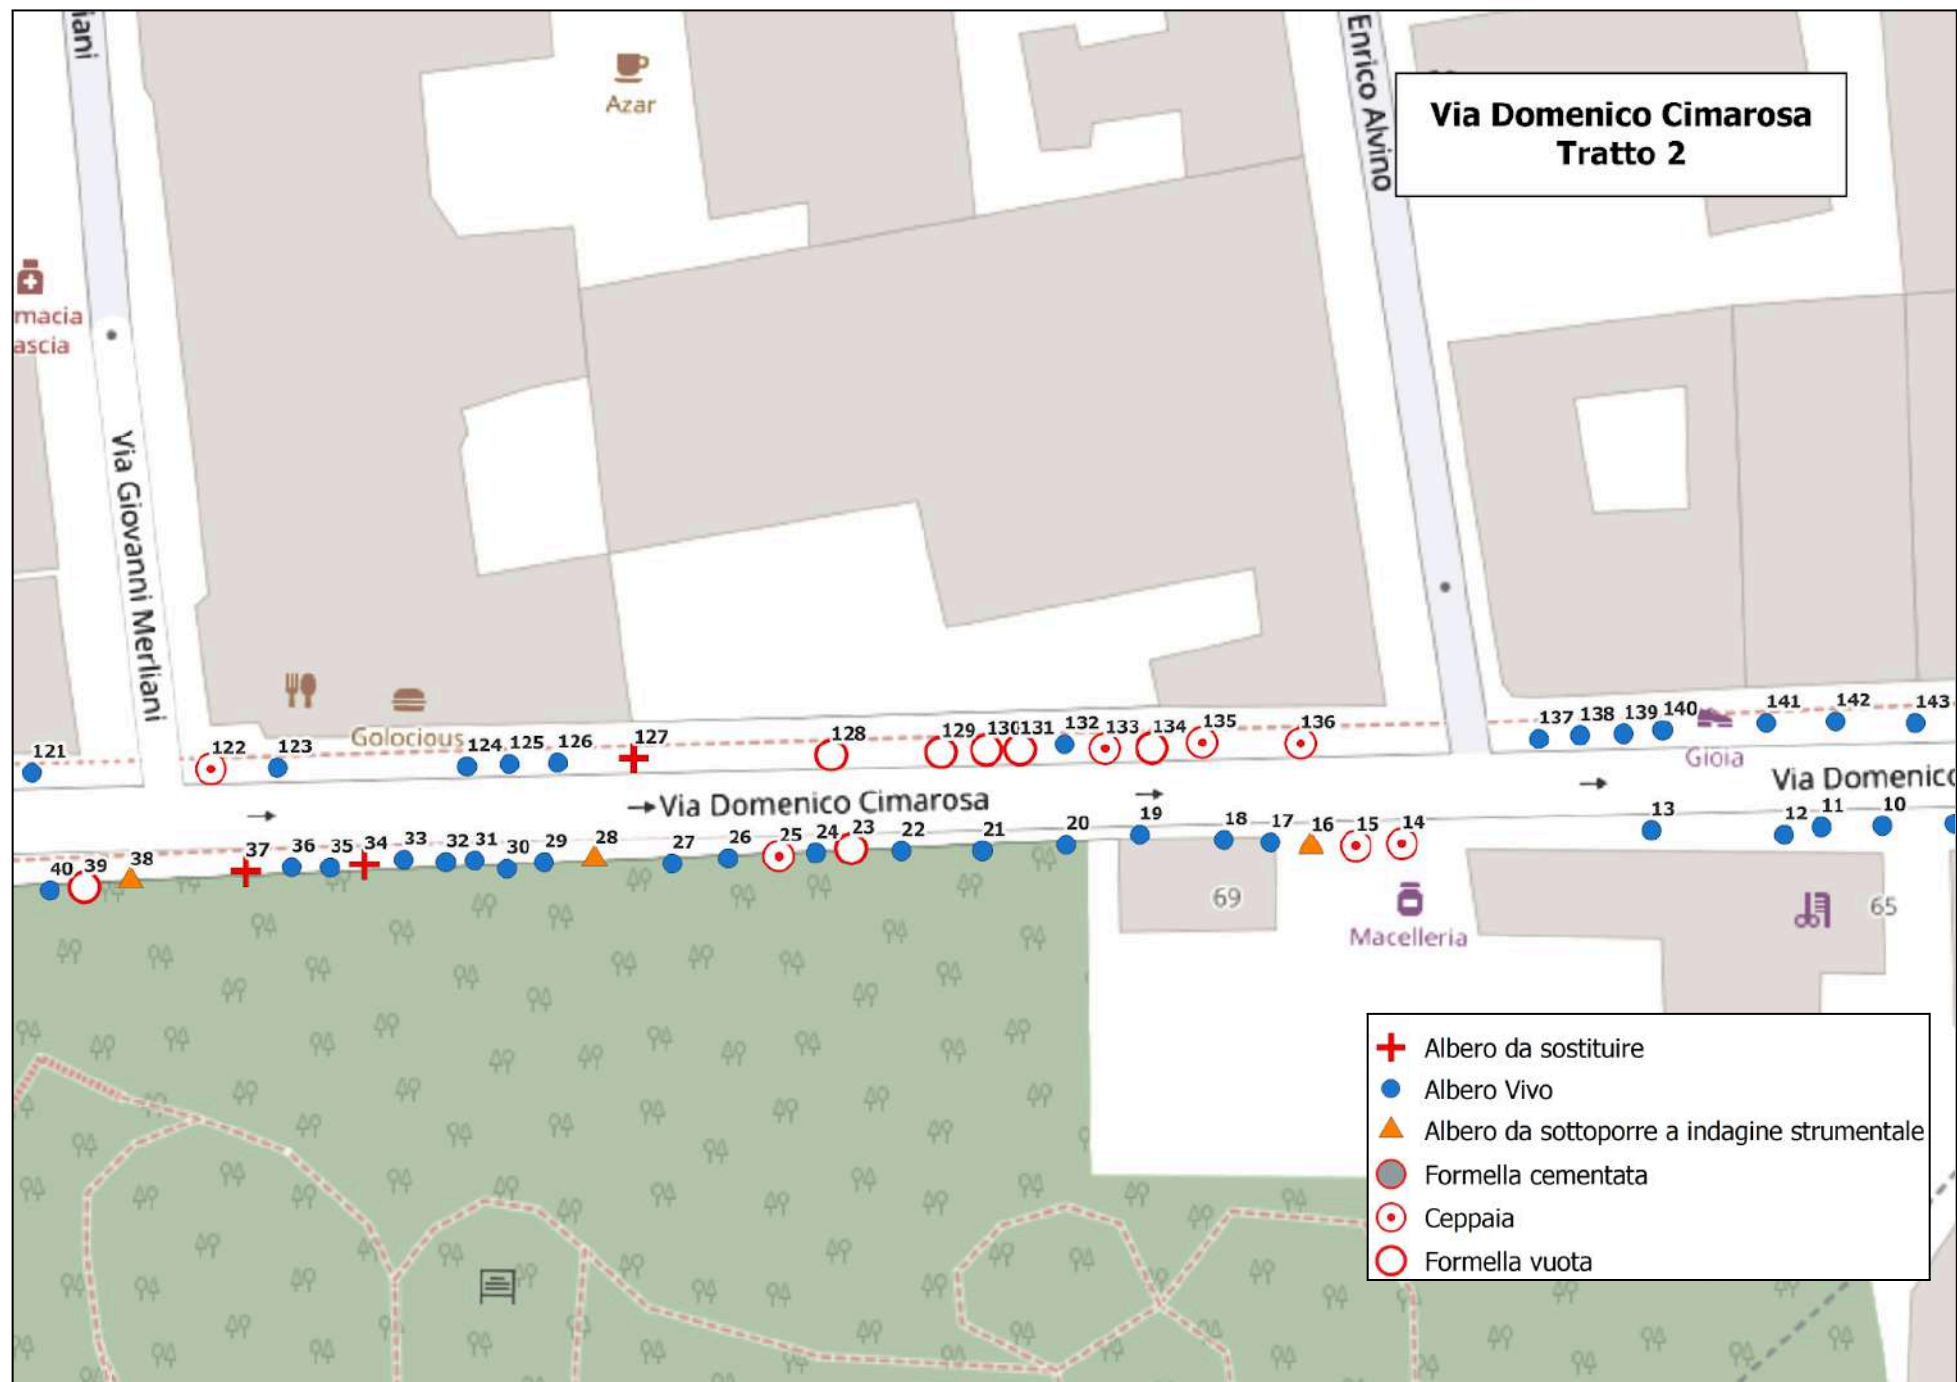 iani
Azar
Enrico Alvino
Via Domenico Cimarosa
Tratto 2
macia
ascia
Via Giovanni Merliani
Golocious
Gioia
121
122
123
124
125
126
127
128
129
130
131
132
133
134
135
136
137
138
139
140
141
142
143
Via Domenico Cimarosa
Via Domenico
40
39
38
37
36
35
34
33
32
31
30
29
28
27
26
25
24
23
22
21
20
19
18
17
16
15
14
13
12
11
10
69
65
Macelleria
Albero da sostituire
Albero Vivo
Albero da sottoporre a indagine strumentale
Formella cementata
Ceppaia
Formella vuota